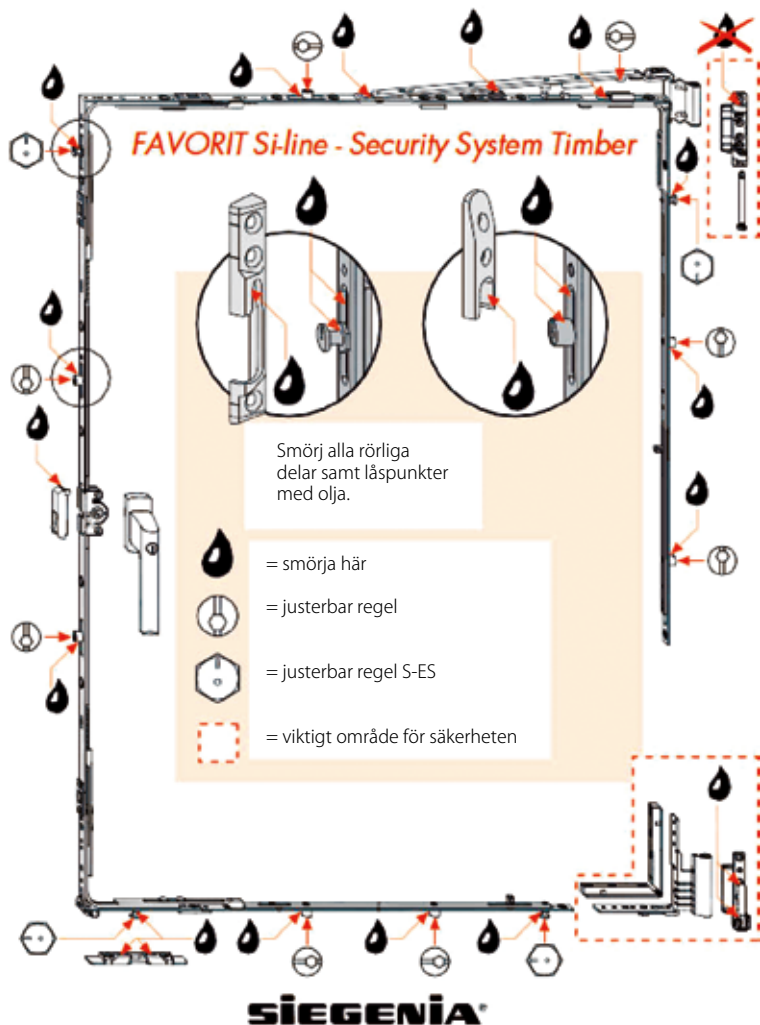 FAVORIT Si-line - Security System Timber
Smörj alla rörliga
delar samt låspunkter
med olja.
= smörja här
= justerbar regel
= justerbar regel S-ES
= viktigt område för säkerheten
SIEGENIA®